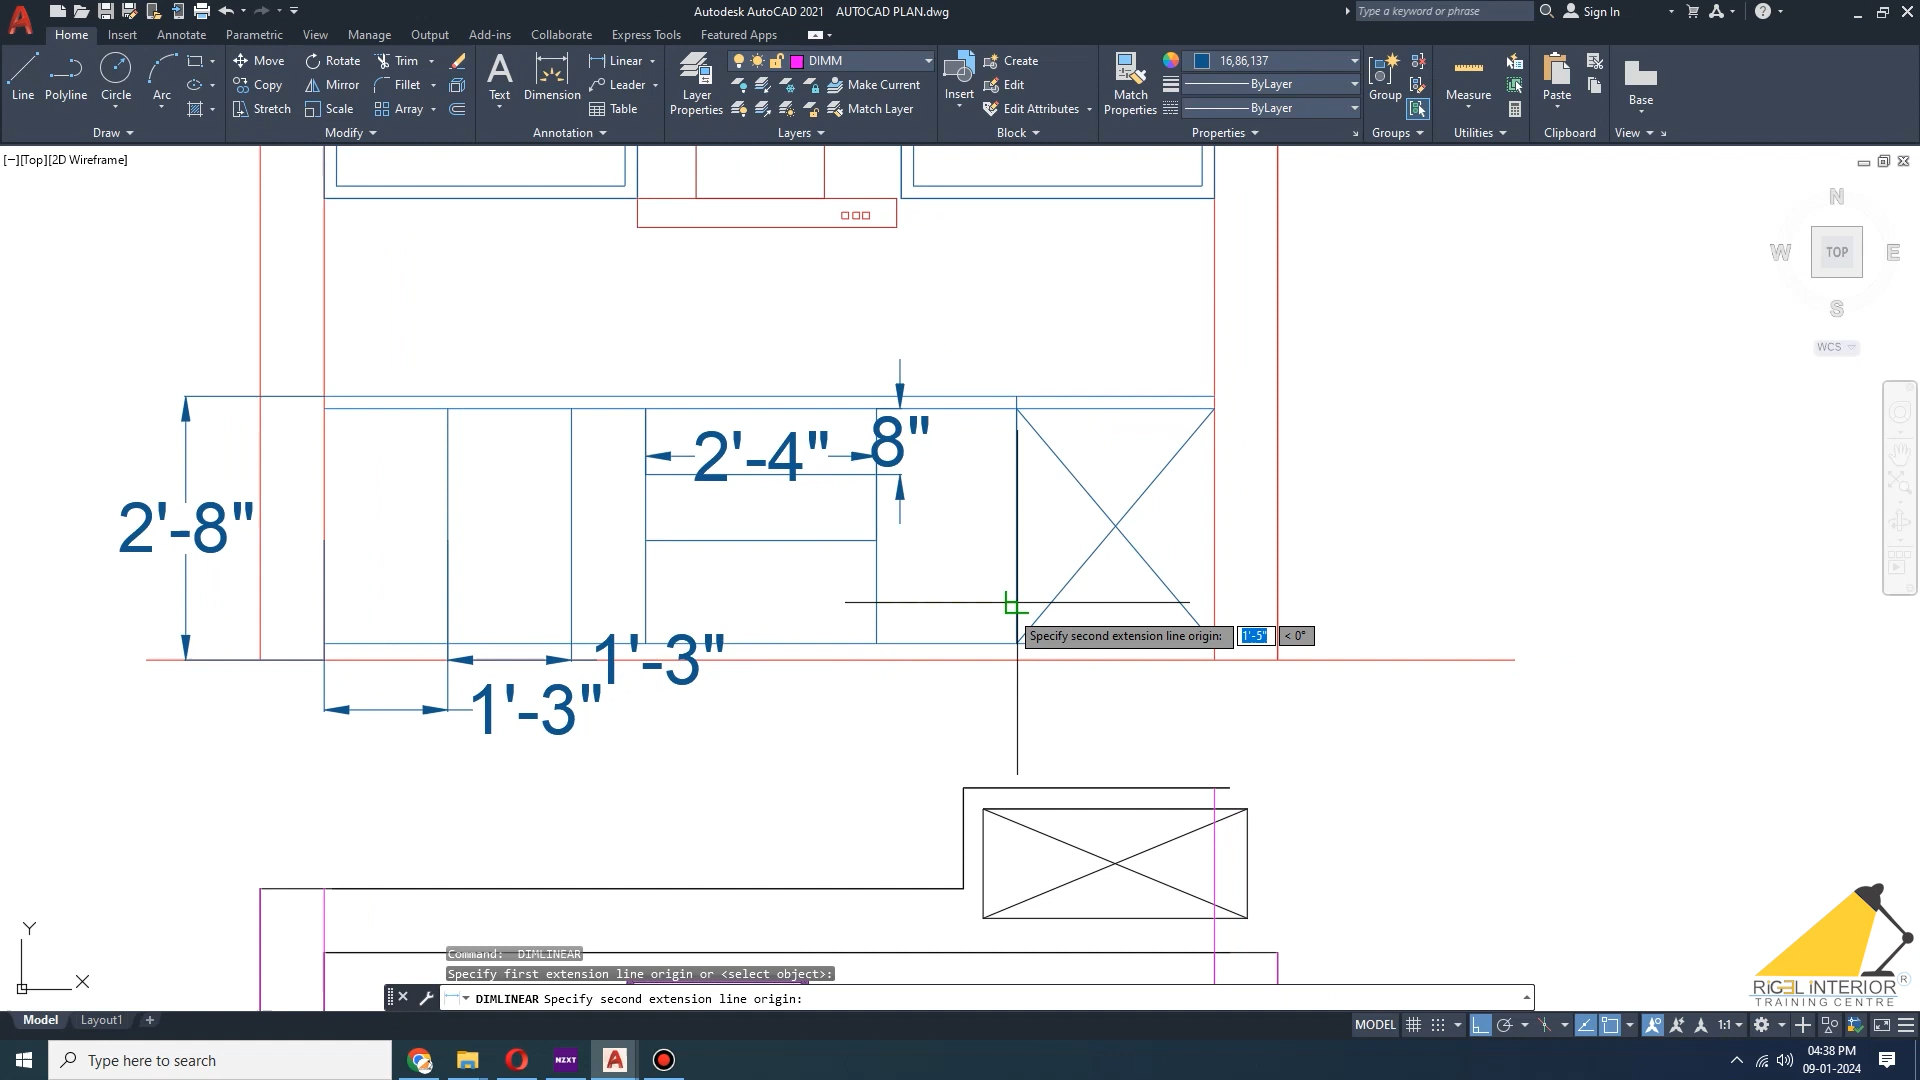 Autodesk AutoCAD 2021 AUTOCAD PLAN.dwg
Type a keyword or phrase
Sign In
Home Insert Annotate Parametric View Manage Output Add-ins Collaborate Express Tools Featured Apps
Line Polyline Circle Arc
Move Rotate Trim
Copy Mirror Fillet
Stretch Scale Array
Text Dimension
Linear
Leader
Table
Layer Properties
DIMM
Make Current
Match Layer
Insert
Create
Edit
Edit Attributes
Match Properties
16,86,137
ByLayer
ByLayer
Group
Measure
Paste
Base
Draw Modify Annotation Layers Block Properties Groups Utilities Clipboard View
[−][Top][2D Wireframe]
N
W TOP E
S
WCS
2'-4"
8"
2'-8"
1'-3"
1'-3"
Specify second extension line origin: 1'-5" < 0°
Y
X
Command: DIMLINEAR
Specify first extension line origin or <select object>:
DIMLINEAR Specify second extension line origin:
RIGEL INTERIOR ®
TRAINING CENTRE
Model Layout1 +
MODEL 1:1
Type here to search
NZXT
04:38 PM
09-01-2024